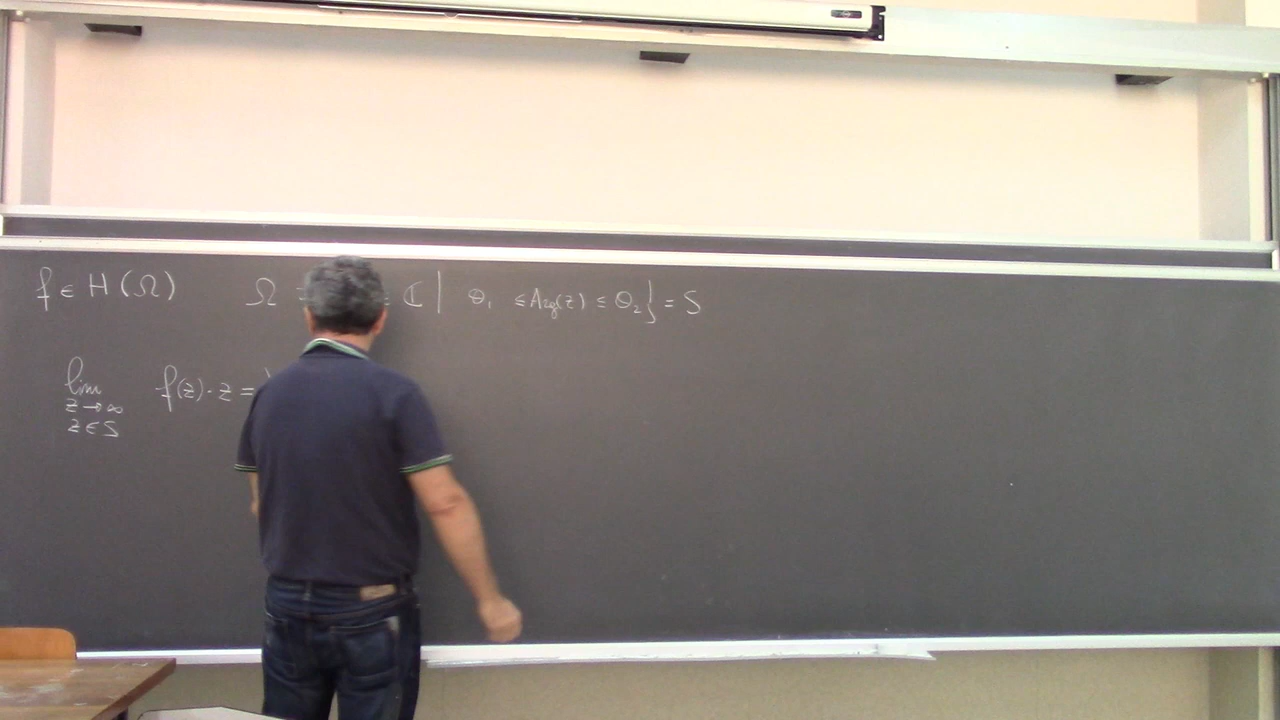 f ∈ H(Ω) Ω ℂ | θ₁ ≤ Arg(z) ≤ θ₂} = S
lim f(z)·z =
z→∞
z∈S